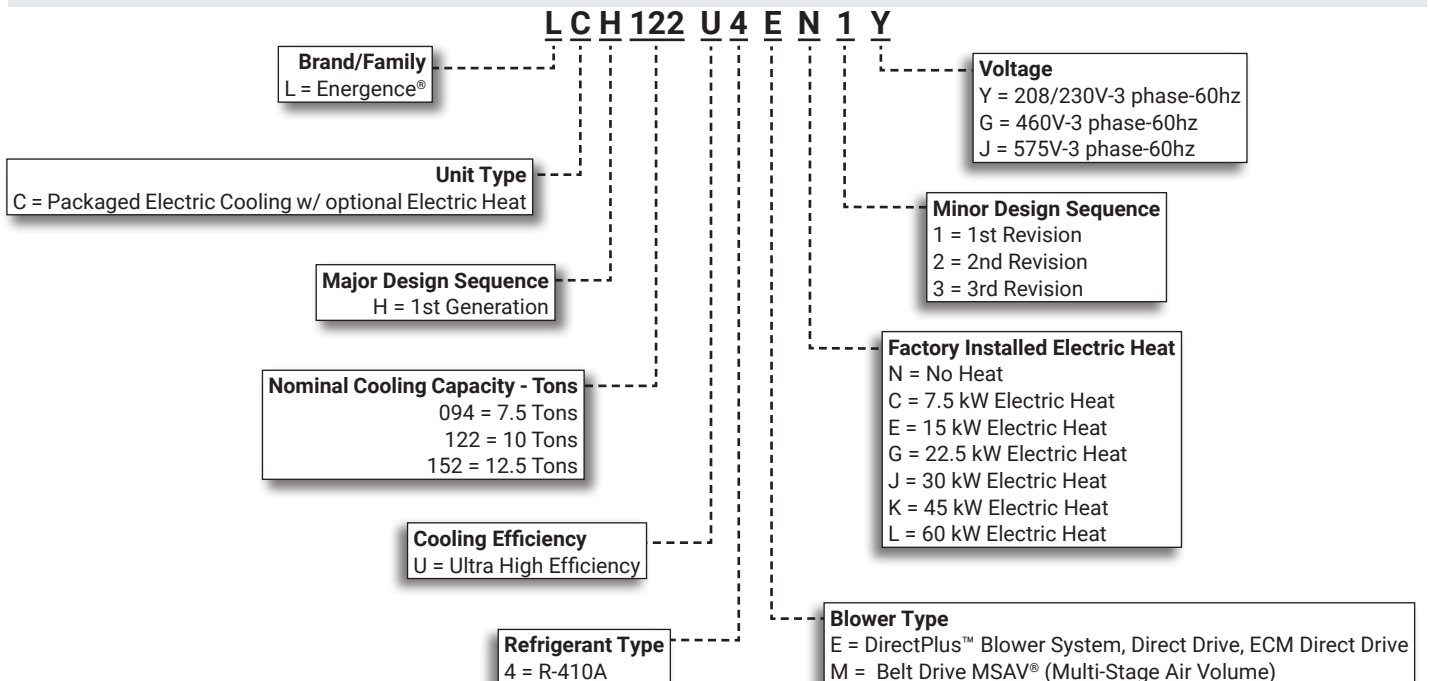 L C H 122 U 4 E N 1 Y
Brand/Family
L = Energence®
Voltage
Y = 208/230V-3 phase-60hz
G = 460V-3 phase-60hz
J = 575V-3 phase-60hz
Unit Type
C = Packaged Electric Cooling w/ optional Electric Heat
Minor Design Sequence
1 = 1st Revision
2 = 2nd Revision
3 = 3rd Revision
Major Design Sequence
H = 1st Generation
Factory Installed Electric Heat
N = No Heat
C = 7.5 kW Electric Heat
E = 15 kW Electric Heat
G = 22.5 kW Electric Heat
J = 30 kW Electric Heat
K = 45 kW Electric Heat
L = 60 kW Electric Heat
Nominal Cooling Capacity - Tons
094 = 7.5 Tons
122 = 10 Tons
152 = 12.5 Tons
Cooling Efficiency
U = Ultra High Efficiency
Refrigerant Type
4 = R-410A
Blower Type
E = DirectPlus™ Blower System, Direct Drive, ECM Direct Drive
M = Belt Drive MSAV® (Multi-Stage Air Volume)